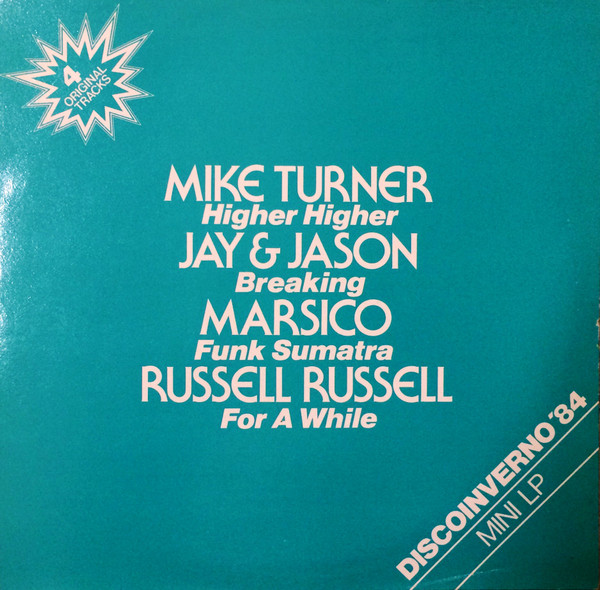 4
ORIGINAL
TRACKS
MIKE TURNER
Higher Higher
JAY & JASON
Breaking
MARSICO
Funk Sumatra
RUSSELL RUSSELL
For A While
DISCOINVERNO '84
MINI LP